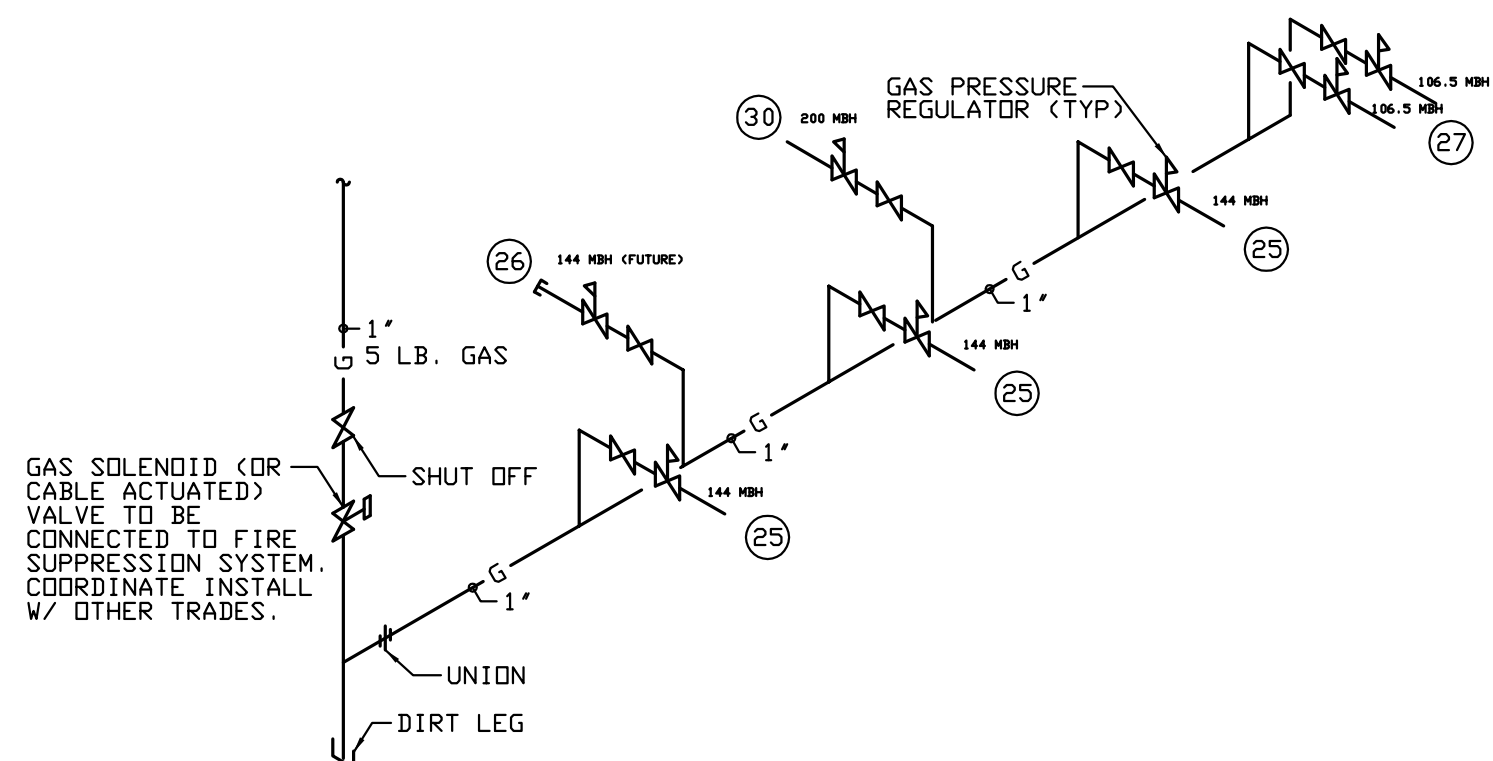 106.5 MBH
106.5 MBH
27
GAS PRESSURE
REGULATOR (TYP)
30
200 MBH
144 MBH
25
26
144 MBH (FUTURE)
G
1"
1"
G
5 LB. GAS
144 MBH
25
G
1"
GAS SOLENOID (OR
CABLE ACTUATED)
VALVE TO BE
CONNECTED TO FIRE
SUPPRESSION SYSTEM.
COORDINATE INSTALL
W/ OTHER TRADES.
SHUT OFF
144 MBH
25
G
1"
UNION
DIRT LEG